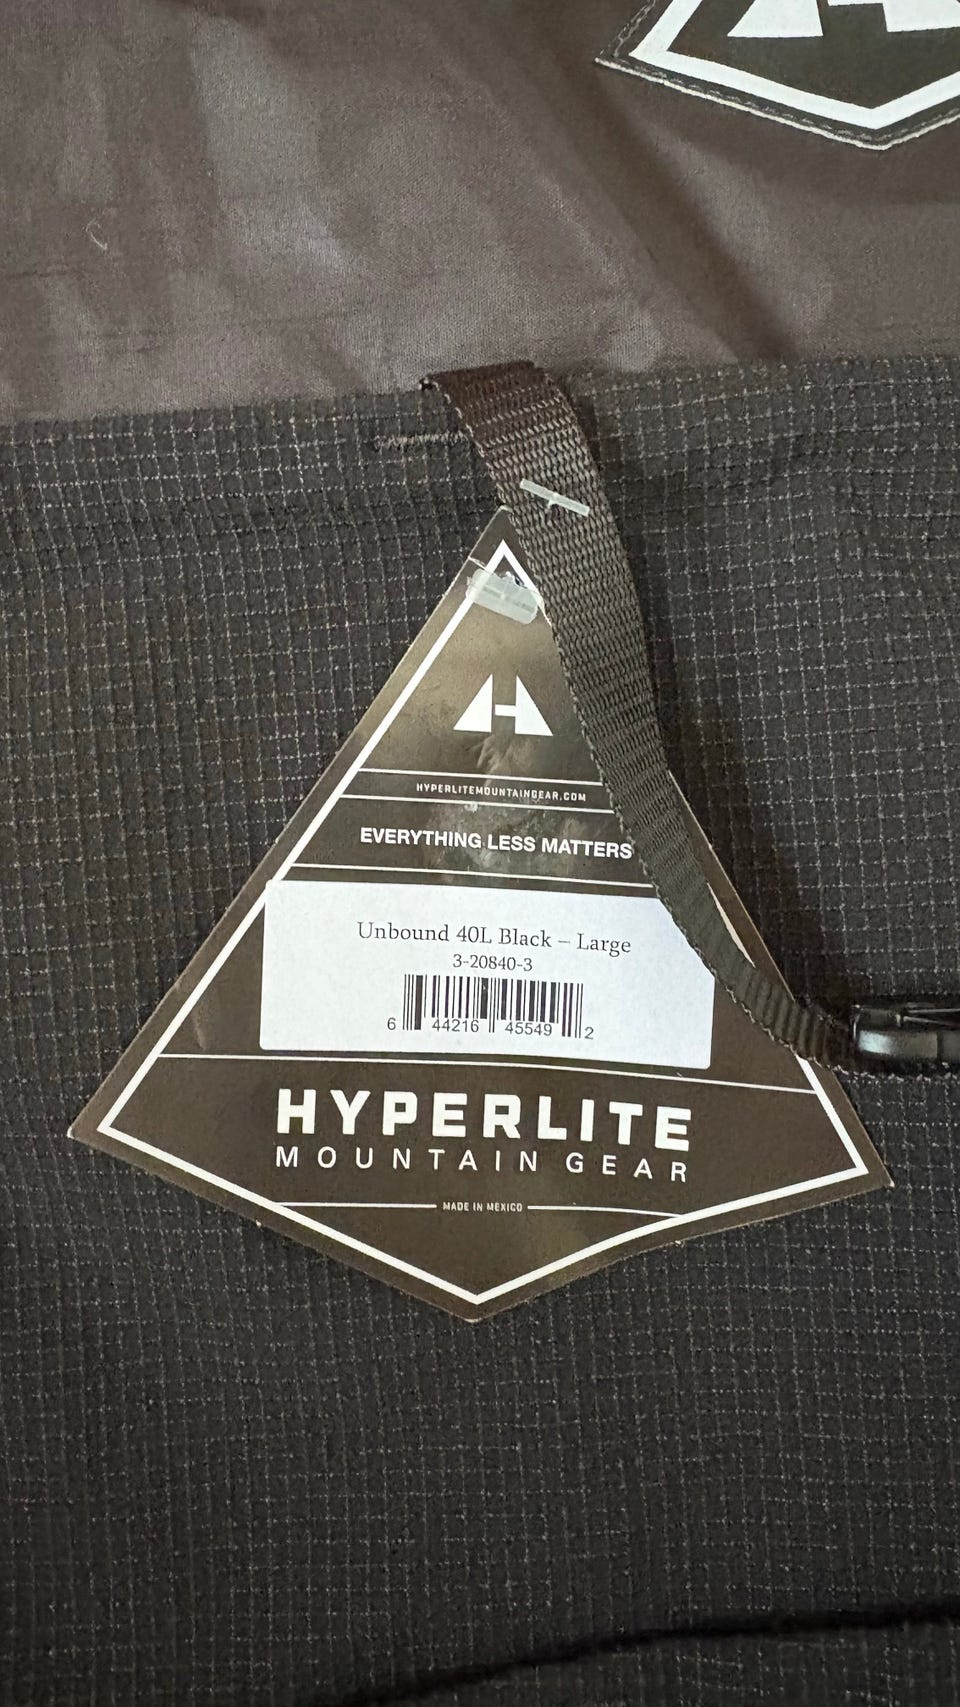 HYPERLITEMOUNTAINGEAR.COM
EVERYTHING LESS MATTERS
Unbound 40L Black – Large
3-20840-3
6 44216 45549 2
HYPERLITE
MOUNTAIN GEAR
MADE IN MEXICO